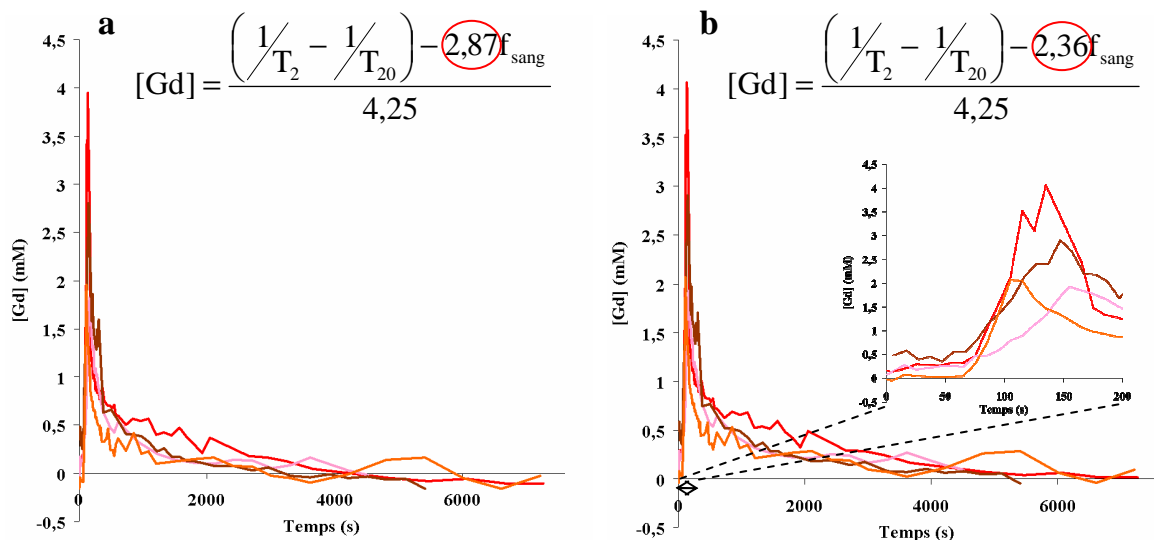 a
[Gd] = ((1/T2 − 1/T20) − 2,87fsang) / 4,25
4,5
4
3,5
3
2,5
2
1,5
1
0,5
0
-0,5
[Gd] (mM)
0 2000 4000 6000
Temps (s)
b
[Gd] = ((1/T2 − 1/T20) − 2,36fsang) / 4,25
4,5
4
3,5
3
2,5
2
1,5
1
0,5
0
-0,5
[Gd] (mM)
0 2000 4000 6000
Temps (s)
4,5
4
3,5
3
2,5
2
1,5
1
0,5
0
-0,5
[Gd] (mM)
0 50 100 150 200
Temps (s)